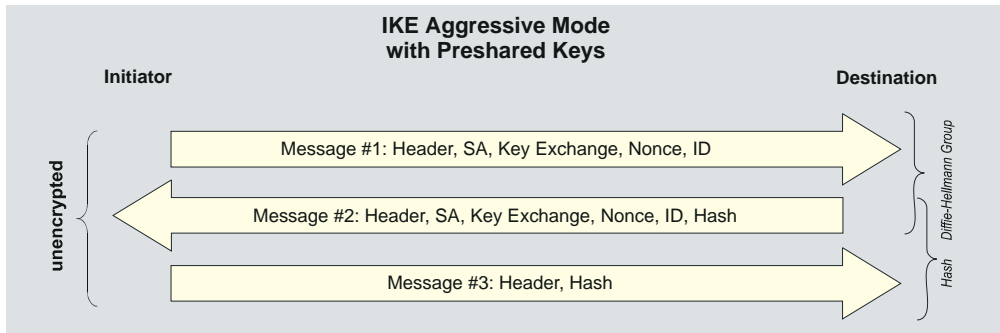 IKE Aggressive Mode
with Preshared Keys
Initiator
Destination
unencrypted
Message #1: Header, SA, Key Exchange, Nonce, ID
Message #2: Header, SA, Key Exchange, Nonce, ID, Hash
Message #3: Header, Hash
Diffie-Hellmann Group
Hash